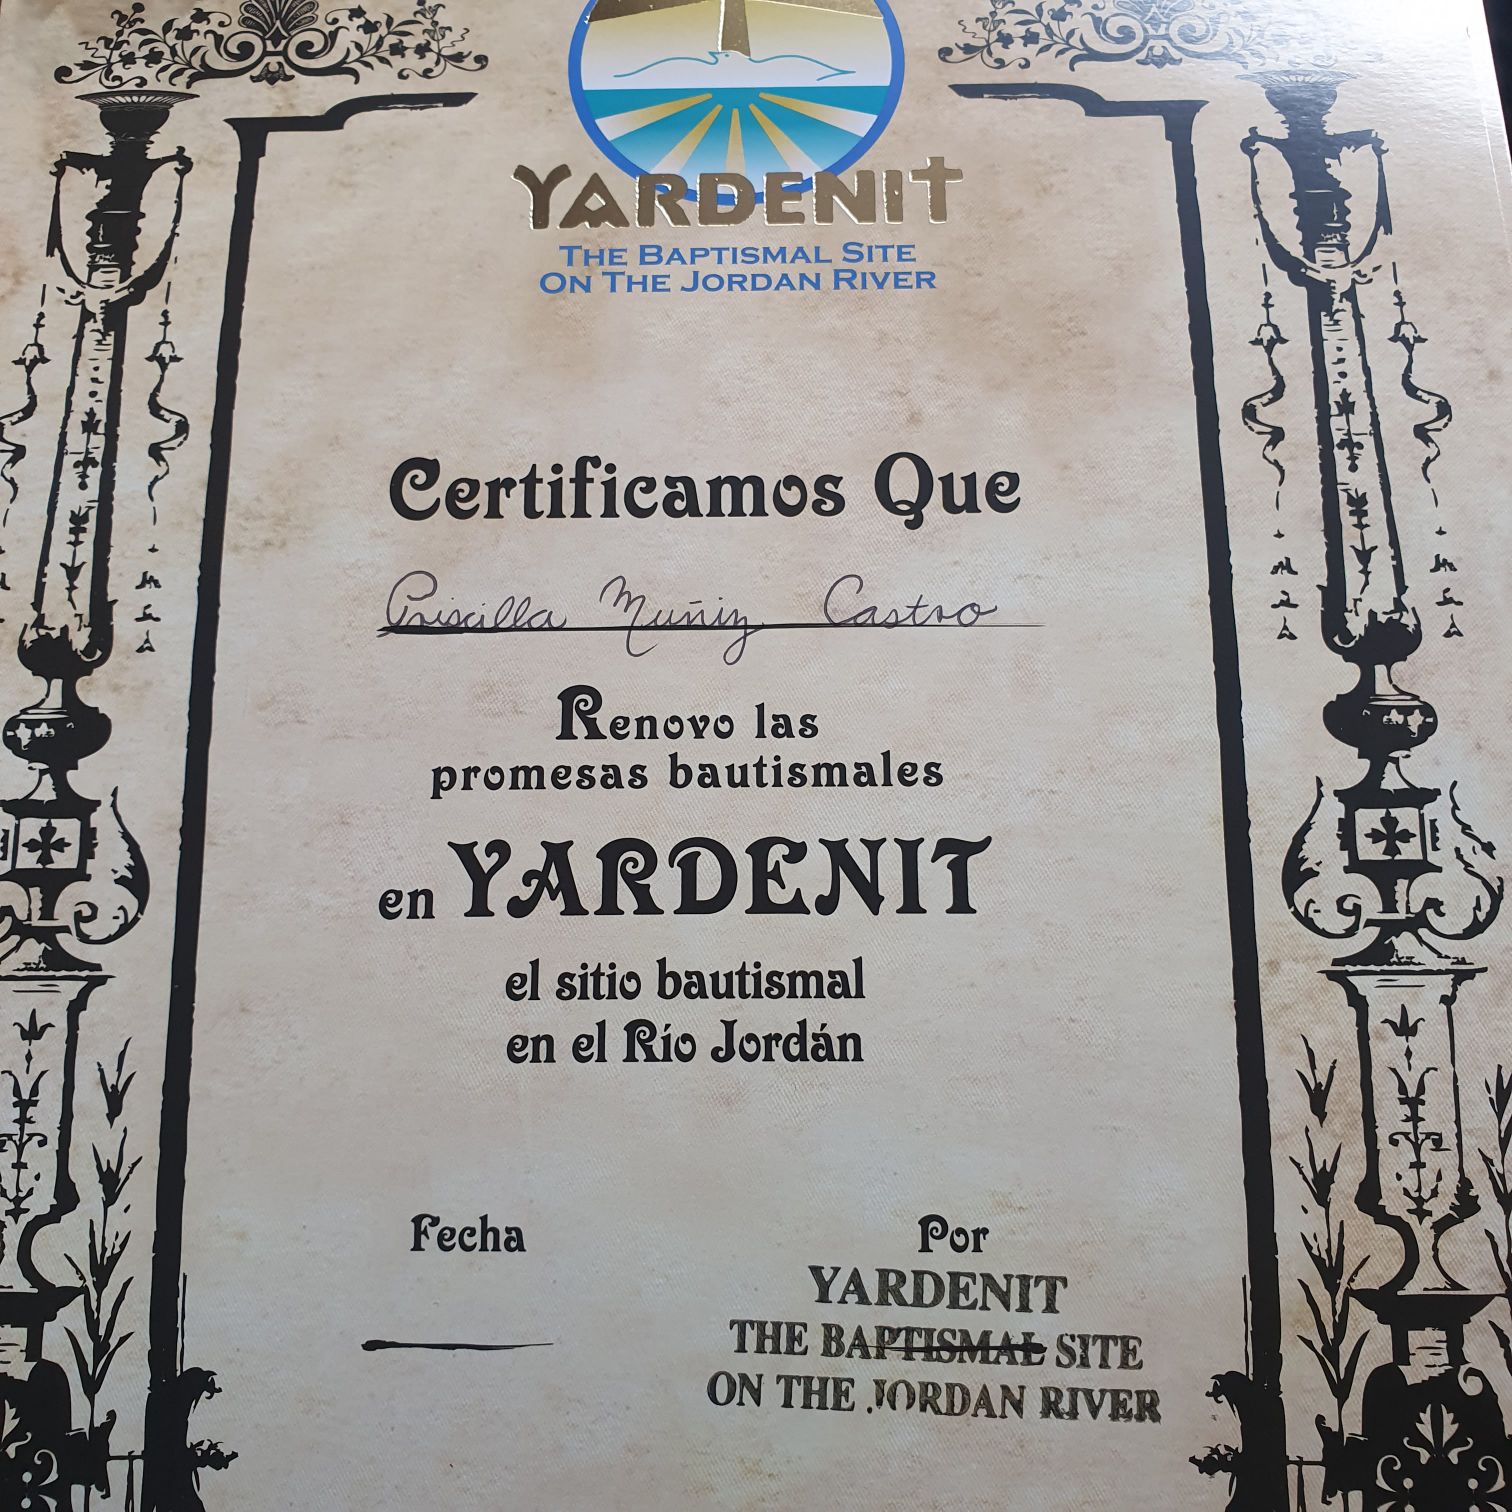 YARDENIT
THE BAPTISMAL SITE
ON THE JORDAN RIVER
Certificamos Que
Priscilla Muñiz Castro
Renovo las
promesas bautismales
en YARDENIT
el sitio bautismal
en el Río Jordán
Fecha
Por
YARDENIT
THE BAPTISMAL SITE
ON THE JORDAN RIVER